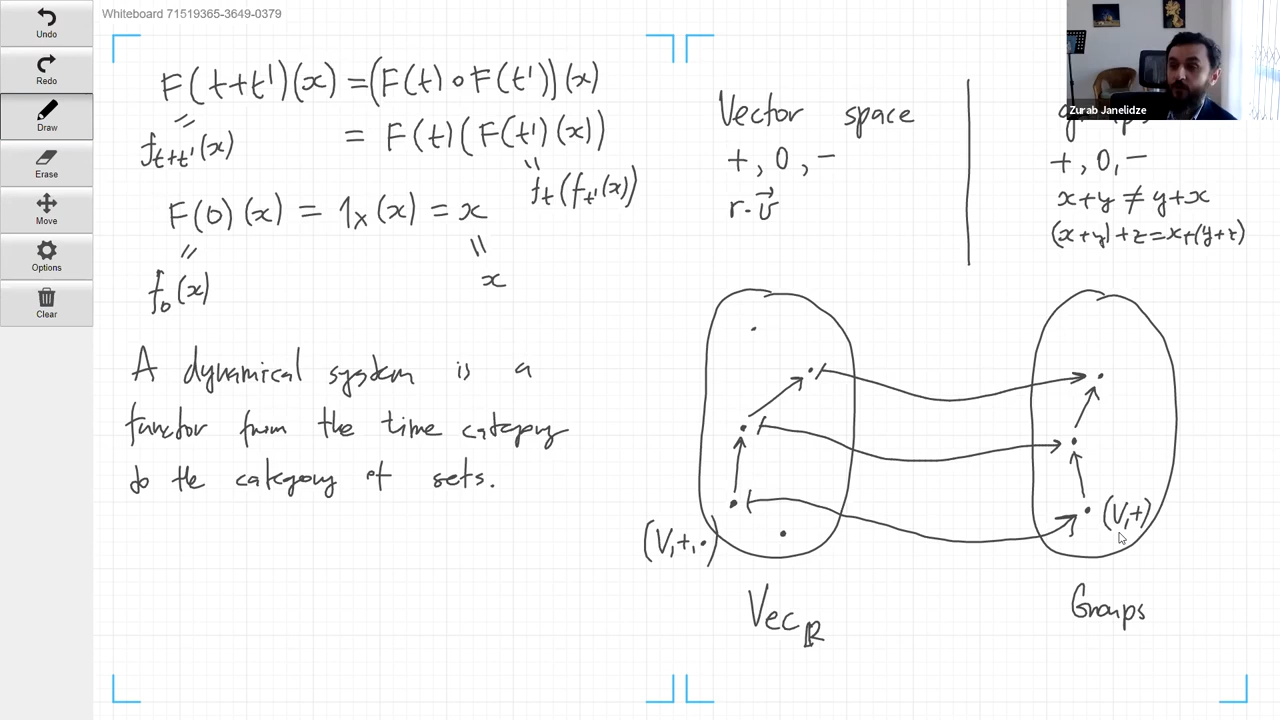 Whiteboard 71519365-3649-0379
Undo
Redo
Draw
Erase
Move
Options
Clear
F(t+t')(x) = (F(t) ∘ F(t'))(x)
=
f_{t+t'}(x)
= F(t)(F(t')(x))
=
f_t(f_{t'}(x))
F(0)(x) = 1_X(x) = x
= =
f_0(x) x
A dynamical system is a
functor from the time category
to the category of sets.
Vector space
+, 0, -
r·v⃗
Zurab Janelidze
+, 0, -
x+y ≠ y+x
(x+y)+z=x+(y+z)
(V,+,·)
(V,+)
Vec_ℝ
Groups